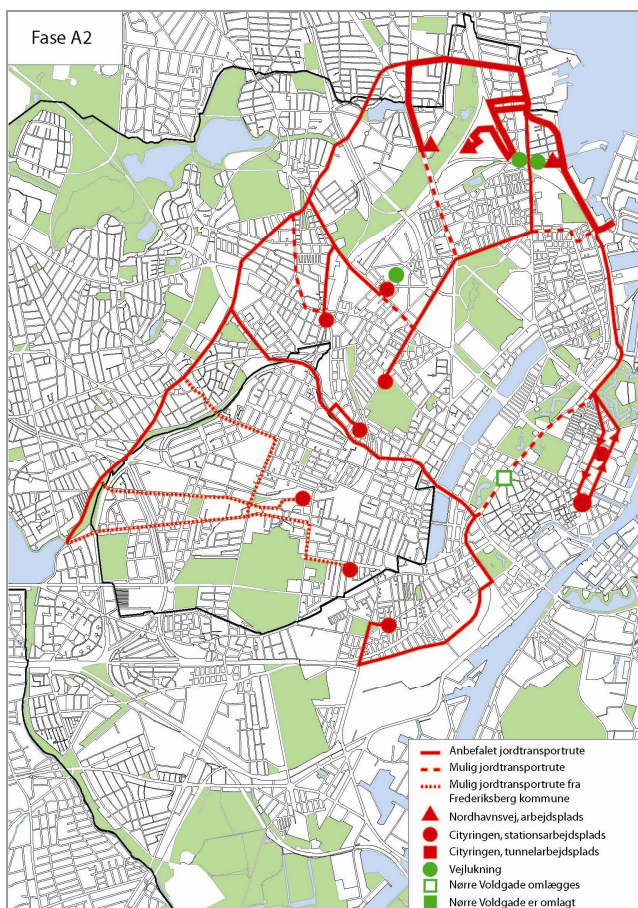 Fase A2
Anbefalet jordtransportrute
Mulig jordtransportrute
Mulig jordtransportrute fra
Frederiksberg kommune
Nordhavnsvej, arbejdsplads
Cityringen, stationsarbejdsplads
Cityringen, tunnelarbejdsplads
Vejlukning
Nørre Voldgade omlægges
Nørre Voldgade er omlagt